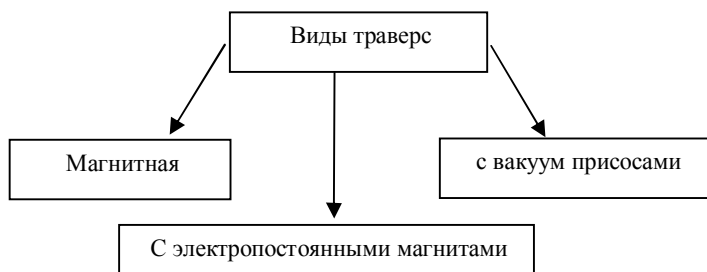 Виды траверс
Магнитная
с вакуум присосами
С электропостоянными магнитами